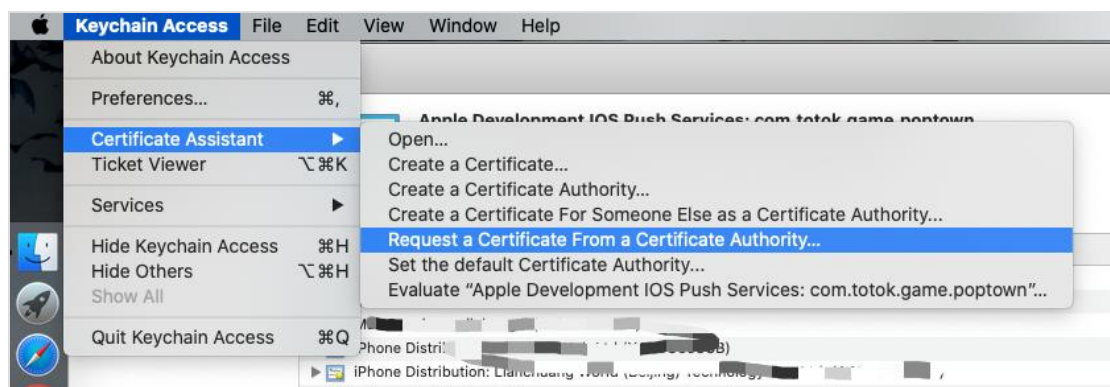 Keychain Access File Edit View Window Help
About Keychain Access
Preferences... ⌘,
Certificate Assistant ▶
Ticket Viewer ⌥⌘K
Services ▶
Hide Keychain Access ⌘H
Hide Others ⌥⌘H
Show All
Quit Keychain Access ⌘Q
Apple Development IOS Push Services: com.totok.game.poptown
Open...
Create a Certificate...
Create a Certificate Authority...
Create a Certificate For Someone Else as a Certificate Authority...
Request a Certificate From a Certificate Authority...
Set the default Certificate Authority...
Evaluate “Apple Development IOS Push Services: com.totok.game.poptown”...
iPhone Distribution: